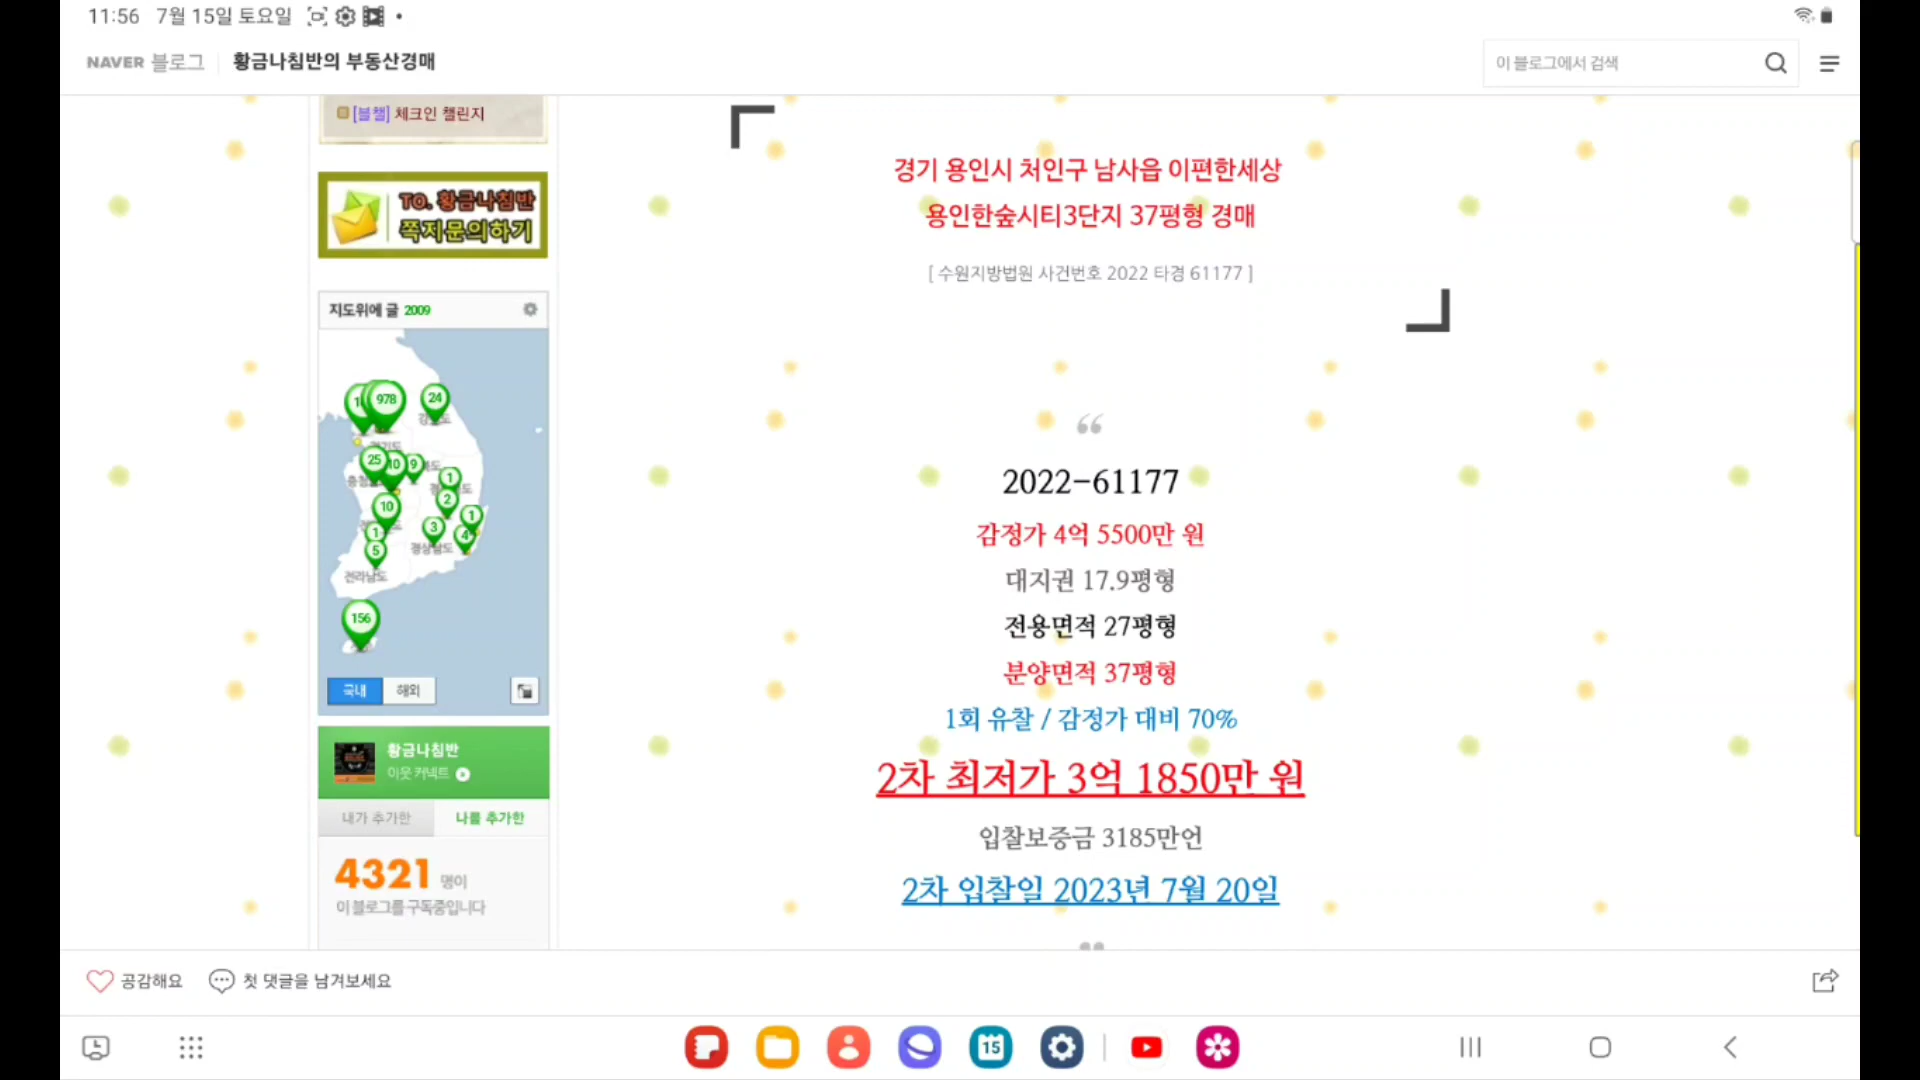 11:56 7월 15일 토요일
NAVER 블로그 황금나침반의 부동산경매
이 블로그에서 검색
[블챌] 체크인 챌린지
TO. 황금나침반
쪽지문의하기
지도위에 글 2009
978
24
25
10
9
1
2
10
1
3
4
1
5
경상남도
전라남도
156
국내 해외
황금나침반
이웃 커넥트
내가 추가한 나를 추가한
4321 명이
이 블로그를 구독중입니다
경기 용인시 처인구 남사읍 이편한세상
용인한숲시티3단지 37평형 경매
[ 수원지방법원 사건번호 2022 타경 61177 ]
“
2022-61177
감정가 4억 5500만 원
대지권 17.9평형
전용면적 27평형
분양면적 37평형
1회 유찰 / 감정가 대비 70%
2차 최저가 3억 1850만 원
입찰보증금 3185만언
2차 입찰일 2023년 7월 20일
공감해요 첫 댓글을 남겨보세요
15